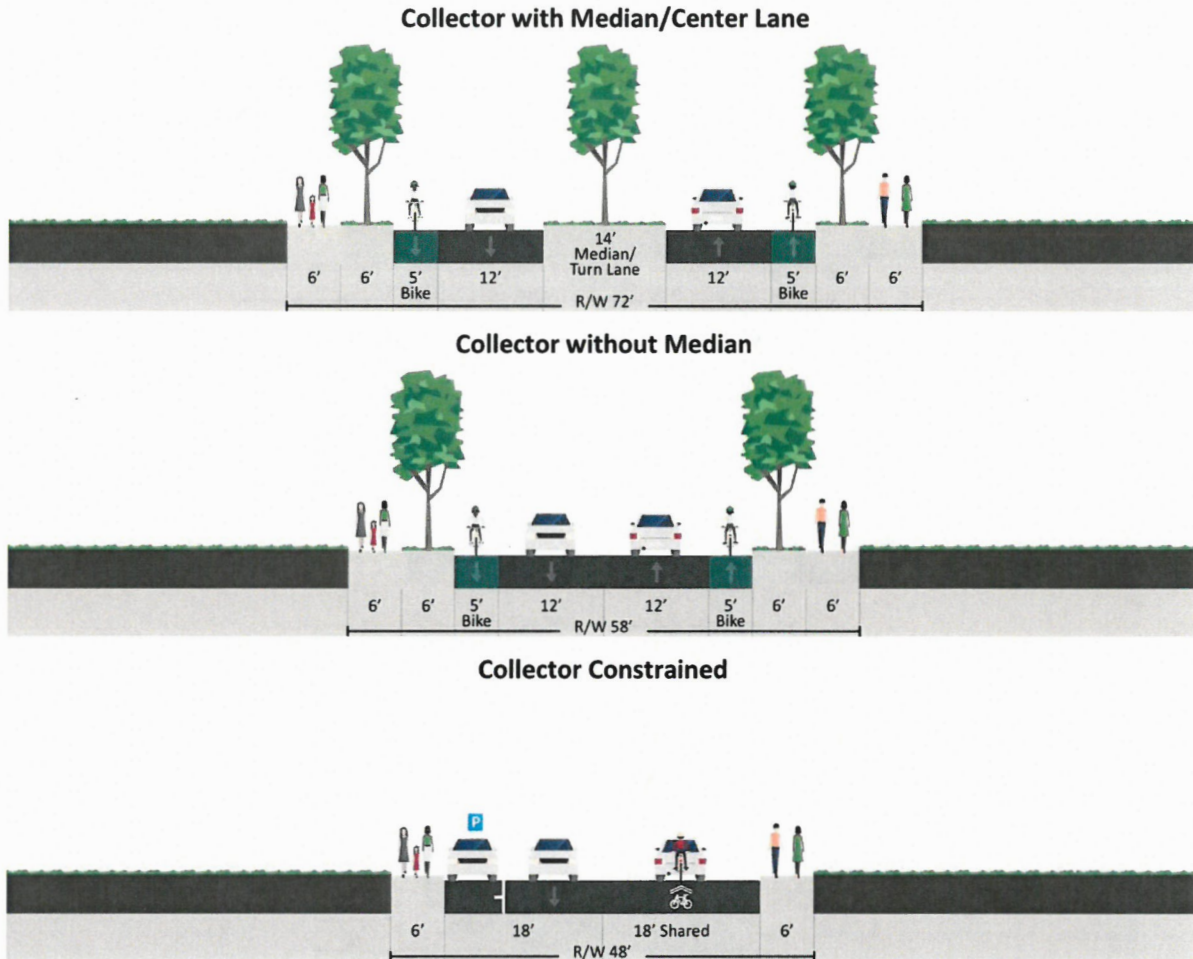 Collector with Median/Center Lane
14'
Median/
Turn Lane
6' 6' 5' 12' 12' 5' 6' 6'
Bike Bike
R/W 72'
Collector without Median
6' 6' 5' 12' 12' 5' 6' 6'
Bike Bike
R/W 58'
Collector Constrained
P
6' 18' 18' Shared 6'
R/W 48'